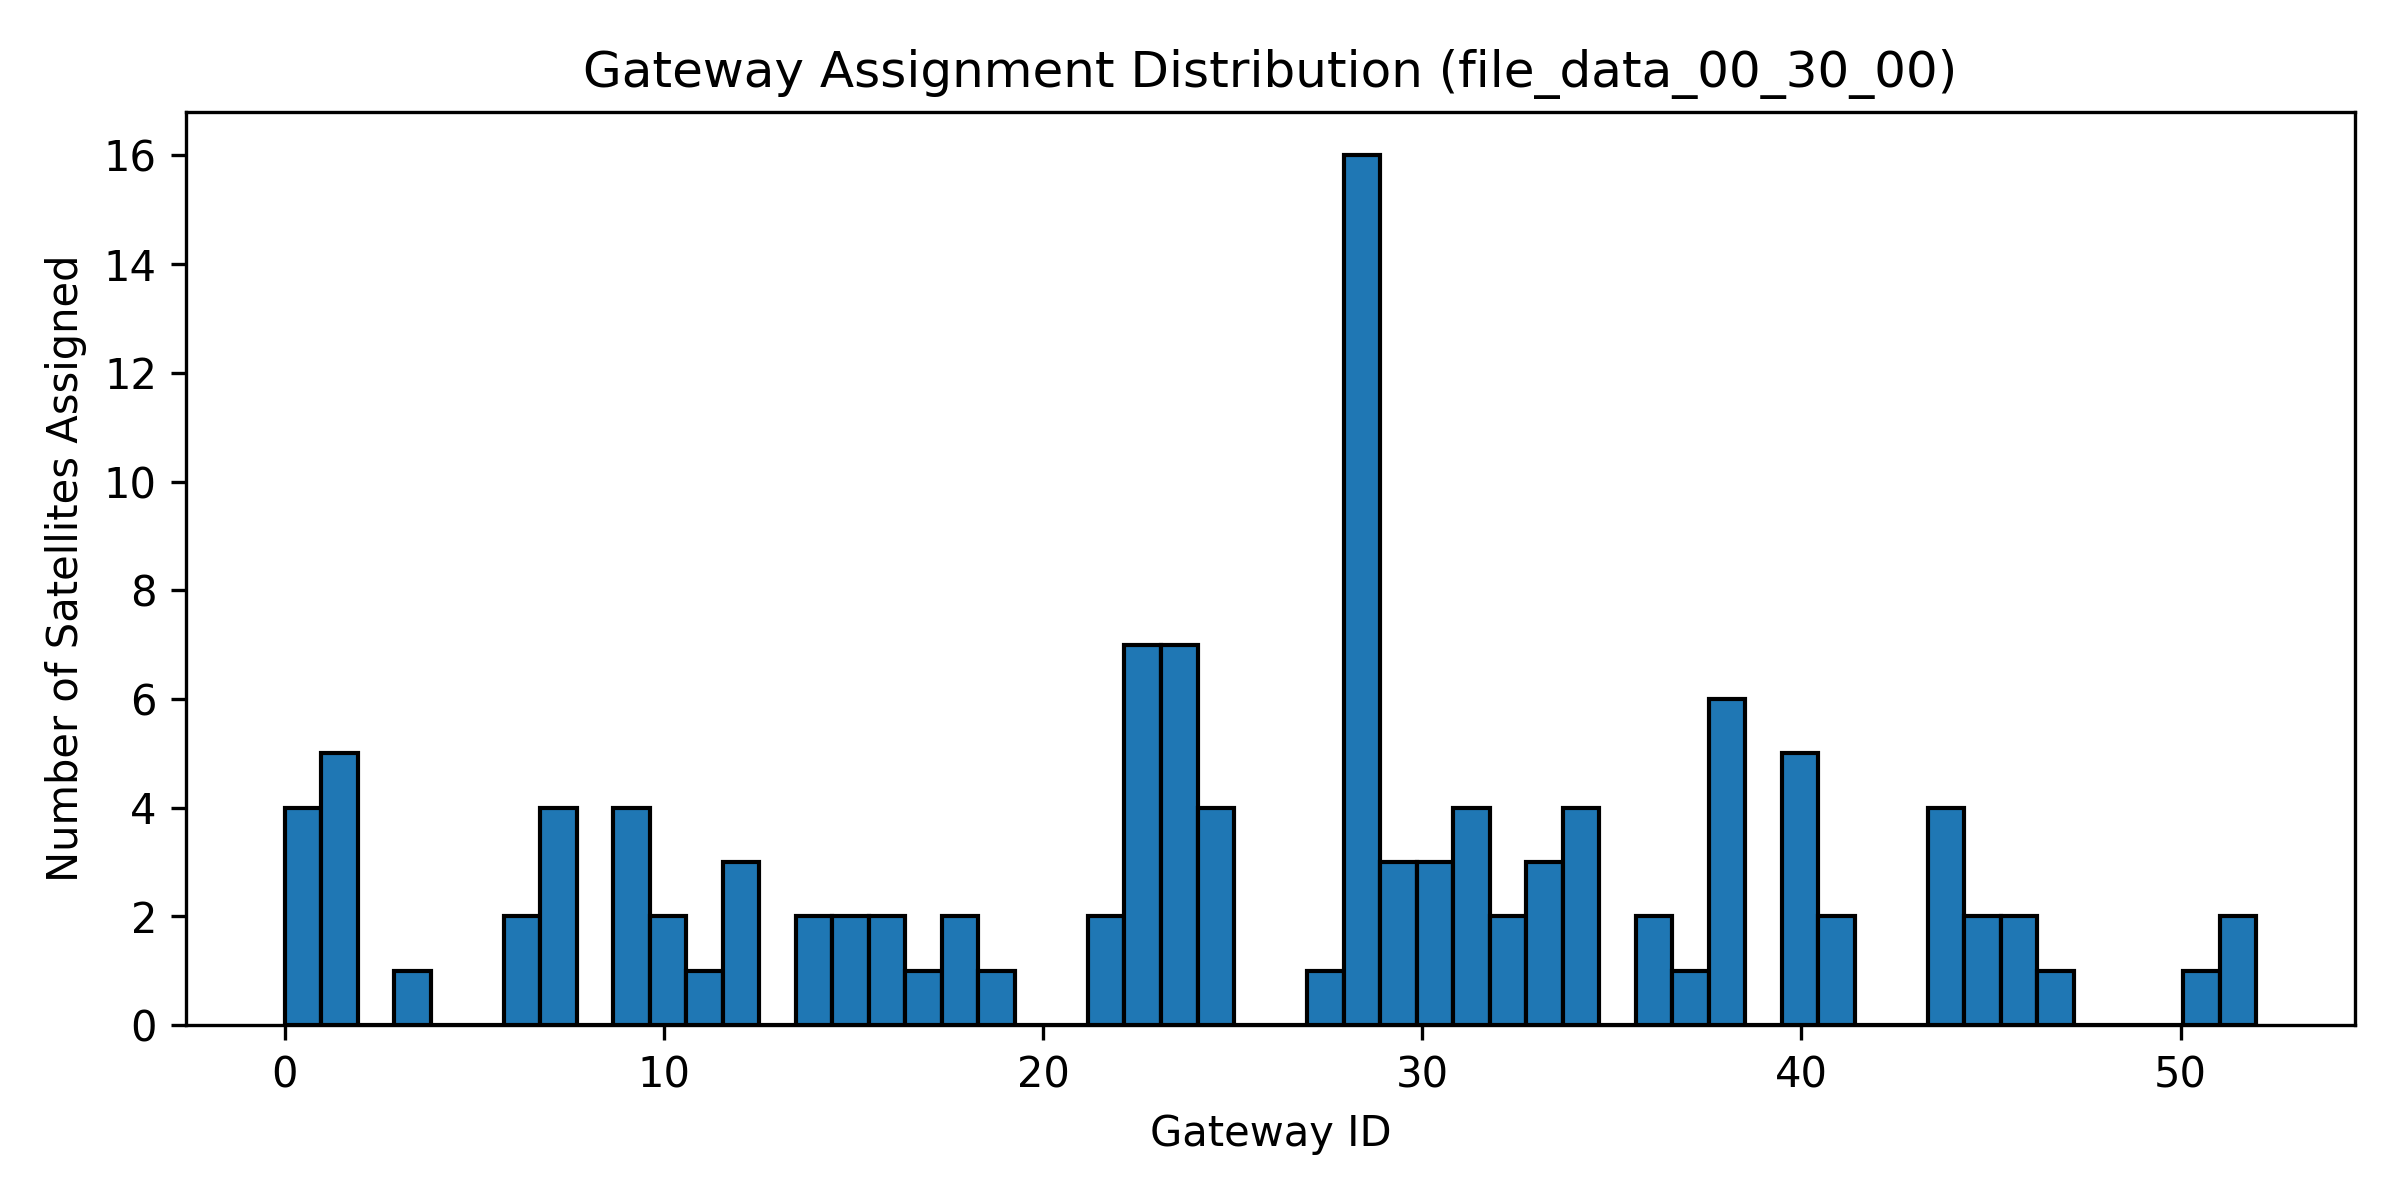 Gateway Assignment Distribution (file_data_00_30_00)
Number of Satellites Assigned
16
14
12
10
8
6
4
2
0
0 10 20 30 40 50
Gateway ID